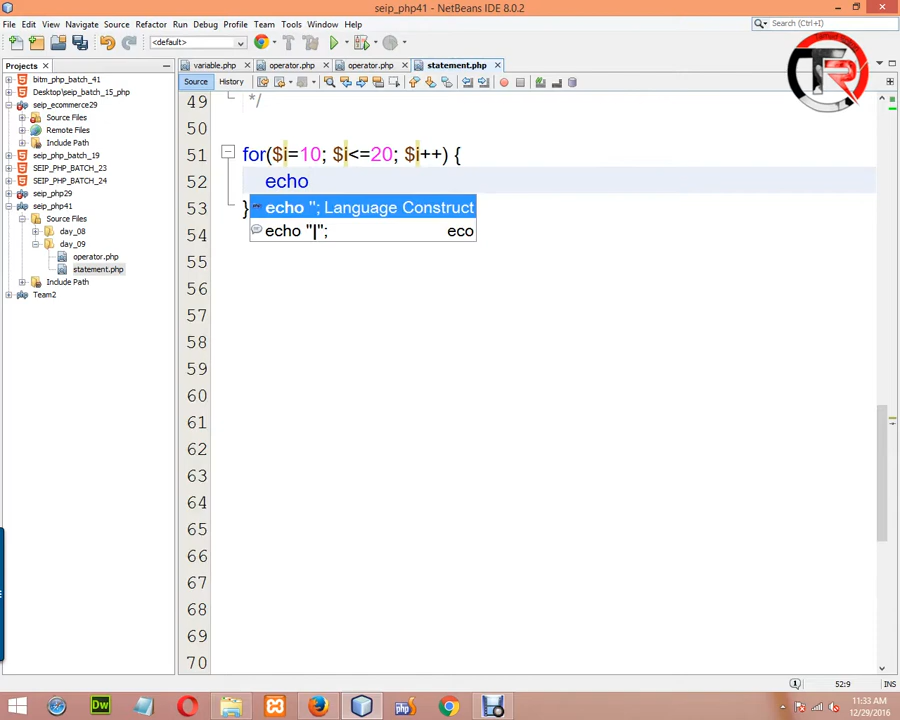 seip_php41 - NetBeans IDE 8.0.2
File Edit View Navigate Source Refactor Run Debug Profile Team Tools Window Help
Search (Ctrl+I)
<default>
Projects
variable.php
operator.php
operator.php
statement.php
Source
History
bitm_php_batch_41
Desktop\seip_batch_15_php
seip_ecommerce29
Source Files
Remote Files
Include Path
seip_php_batch_19
SEIP_PHP_BATCH_23
SEIP_PHP_BATCH_24
seip_php29
seip_php41
Source Files
day_08
day_09
operator.php
statement.php
Include Path
Team2
49 */
50
51 for($i=10; $i<=20; $i++) {
52 echo
53 }
echo ''; Language Construct
echo "|"; eco
54
55
56
57
58
59
60
61
62
63
64
65
66
67
68
69
70
TR
52:9
INS
Dw
php
11:33 AM
12/29/2016